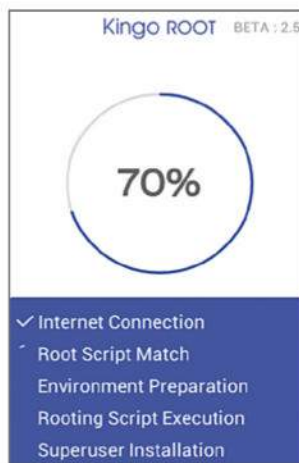 Kingo ROOT BETA : 2.5
70%
Internet Connection
Root Script Match
Environment Preparation
Rooting Script Execution
Superuser Installation